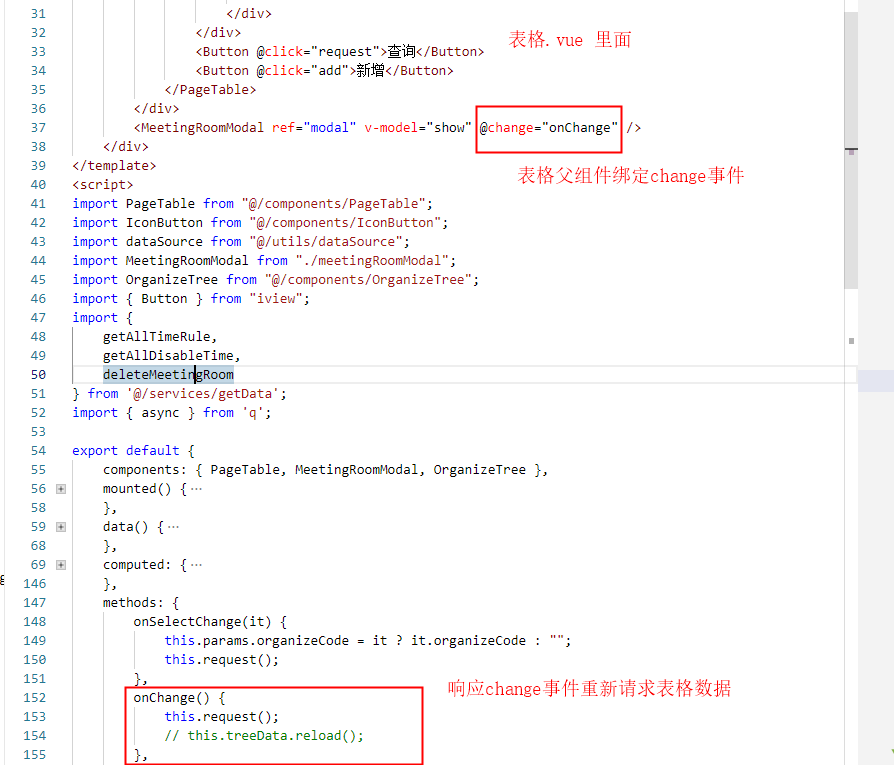 31 </div>
32 </div>
33 <Button @click="request">查询</Button>
表格.vue 里面
34 <Button @click="add">新增</Button>
35 </PageTable>
36 </div>
37 <MeetingRoomModal ref="modal" v-model="show" @change="onChange" />
38 </div>
39 </template>
表格父组件绑定change事件
40 <script>
41 import PageTable from "@/components/PageTable";
42 import IconButton from "@/components/IconButton";
43 import dataSource from "@/utils/dataSource";
44 import MeetingRoomModal from "./meetingRoomModal";
45 import OrganizeTree from "@/components/OrganizeTree";
46 import { Button } from "iview";
47 import {
48 getAllTimeRule,
49 getAllDisableTime,
50 deleteMeetingRoom
51 } from '@/services/getData';
52 import { async } from 'q';
53
54 export default {
55 components: { PageTable, MeetingRoomModal, OrganizeTree },
56 mounted() {···
58 },
59 data() {···
68 },
69 computed: {···
146 },
147 methods: {
148 onSelectChange(it) {
149 this.params.organizeCode = it ? it.organizeCode : "";
150 this.request();
151 },
响应change事件重新请求表格数据
152 onChange() {
153 this.request();
154 // this.treeData.reload();
155 },